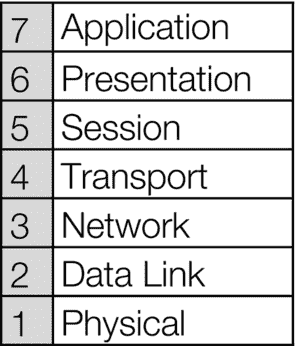 7 Application
6 Presentation
5 Session
4 Transport
3 Network
2 Data Link
1 Physical